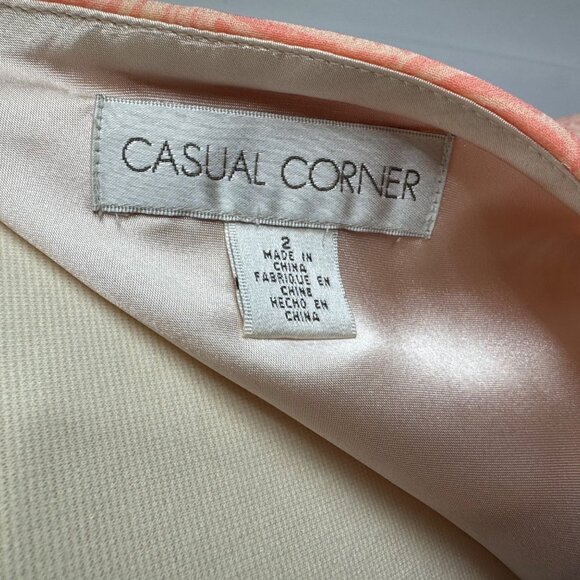 CASUAL CORNER
2
MADE IN
CHINA
FABRIQUE EN
CHINE
HECHO EN
CHINA